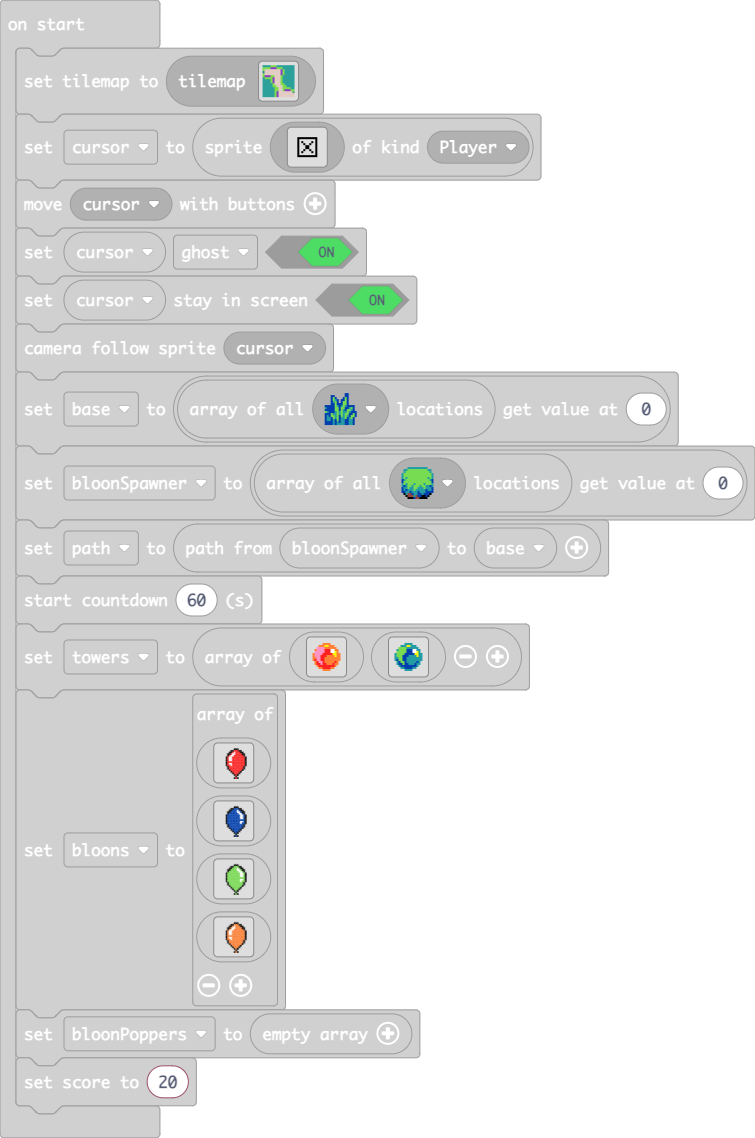 on start
set tilemap to tilemap
set cursor to sprite of kind Player
move cursor with buttons
set cursor ghost ON
set cursor stay in screen ON
camera follow sprite cursor
set base to array of all locations get value at 0
set bloonSpawner to array of all locations get value at 0
set path to path from bloonSpawner to base
start countdown 60 (s)
set towers to array of
array of
set bloons to
set bloonPoppers to empty array
set score to 20